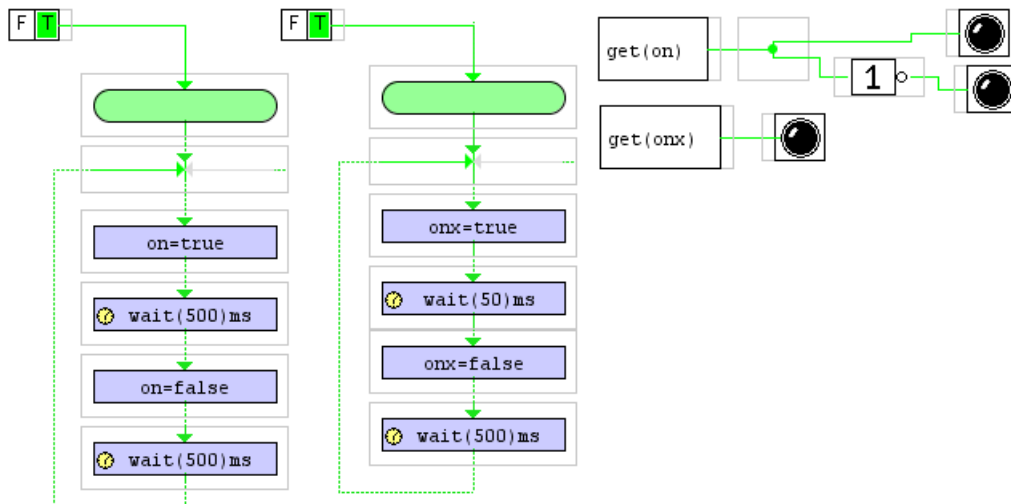 F T
on=true
wait(500)ms
on=false
wait(500)ms
F T
onx=true
wait(50)ms
onx=false
wait(500)ms
get(on)
1
get(onx)